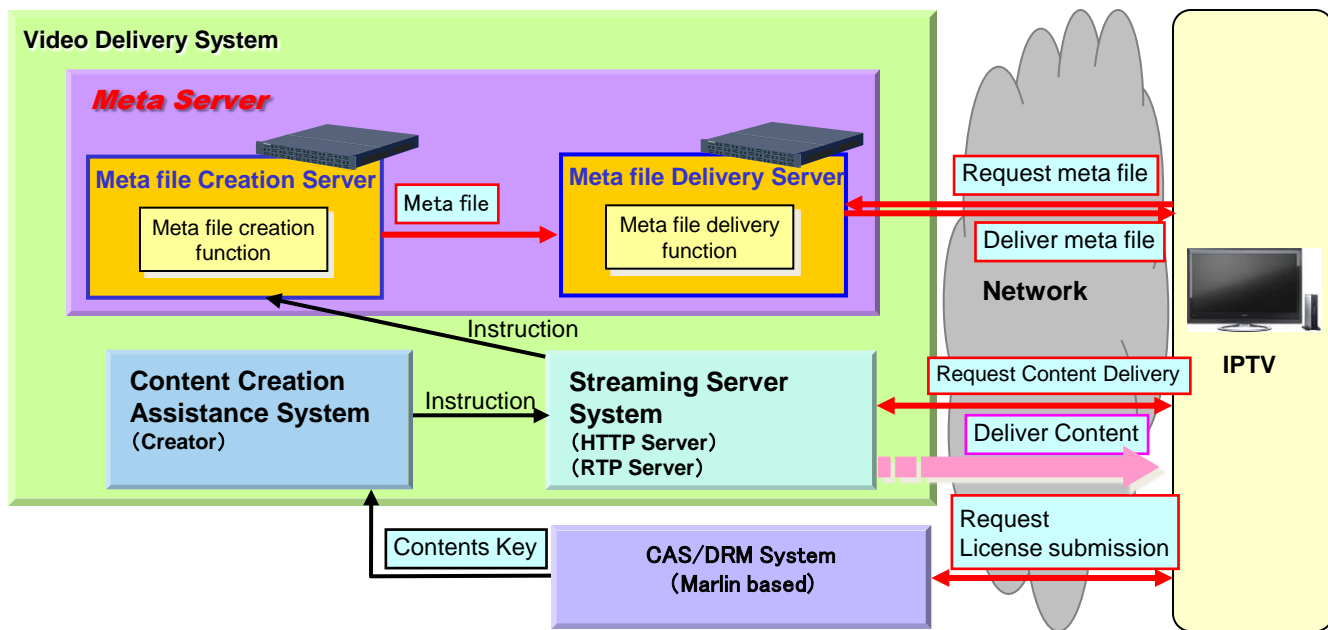 Video Delivery System
Meta Server
Meta file Creation Server
Meta file creation
function
Meta file
Meta file Delivery Server
Meta file delivery
function
Request meta file
Deliver meta file
Network
IPTV
Instruction
Content Creation
Assistance System
（Creator）
Instruction
Streaming Server
System
（HTTP Server）
（RTP Server）
Request Content Delivery
Deliver Content
Contents Key
CAS/DRM System
（Marlin based）
Request
License submission